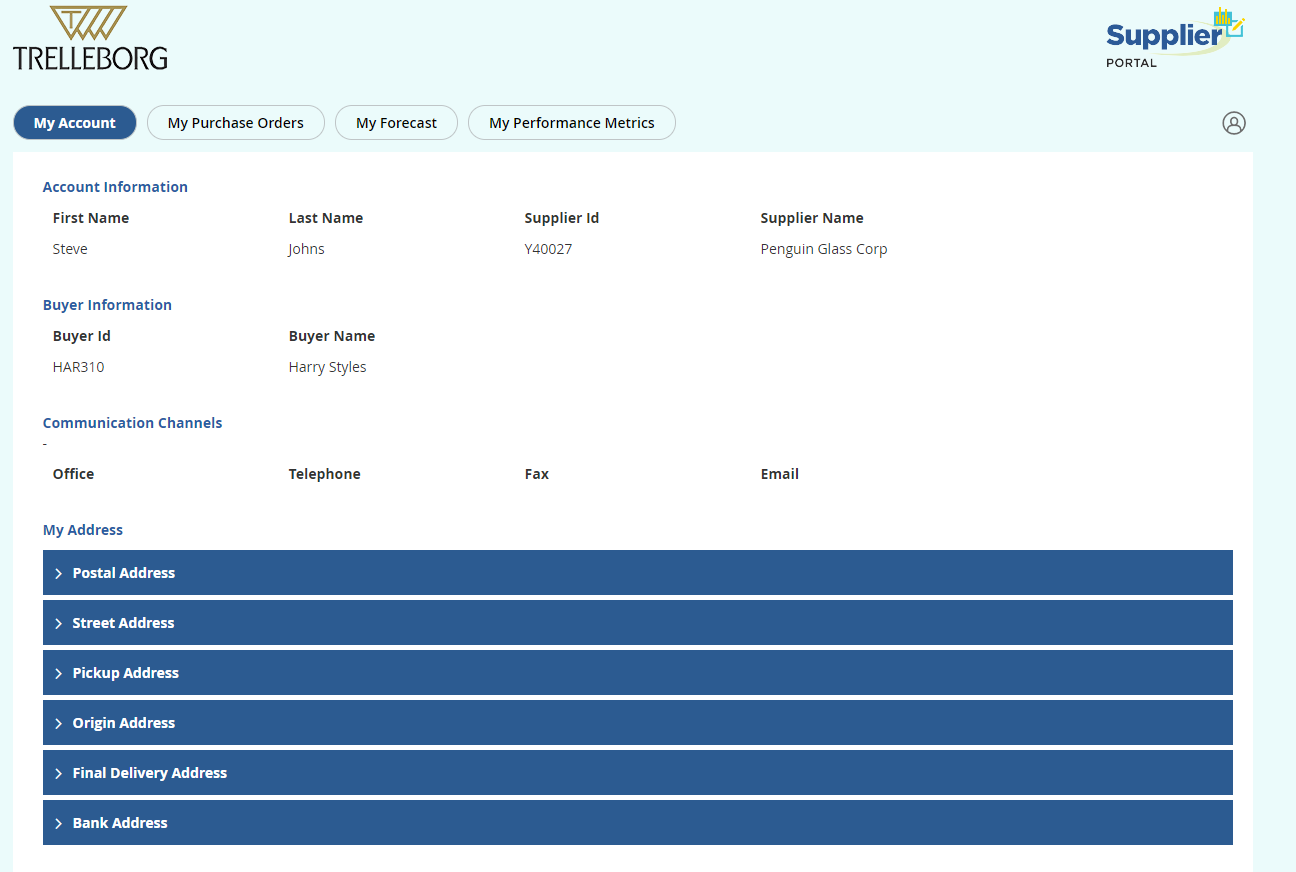 TRELLEBORG
Supplier
PORTAL
My Account My Purchase Orders My Forecast My Performance Metrics
Account Information
First Name Last Name Supplier Id Supplier Name
Steve Johns Y40027 Penguin Glass Corp
Buyer Information
Buyer Id Buyer Name
HAR310 Harry Styles
Communication Channels
-
Office Telephone Fax Email
My Address
Postal Address
Street Address
Pickup Address
Origin Address
Final Delivery Address
Bank Address